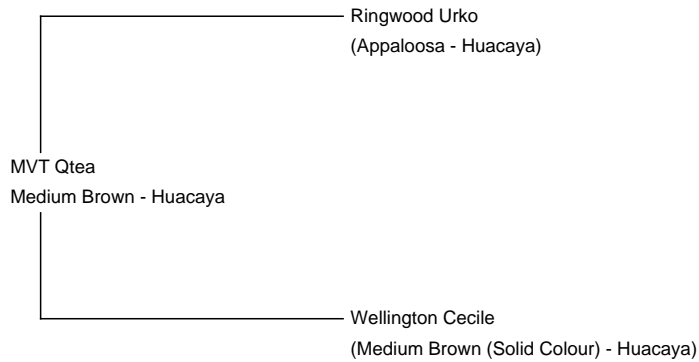 Ringwood Urko
(Appaloosa - Huacaya)
MVT Qtea
Medium Brown - Huacaya
Wellington Cecile
(Medium Brown (Solid Colour) - Huacaya)